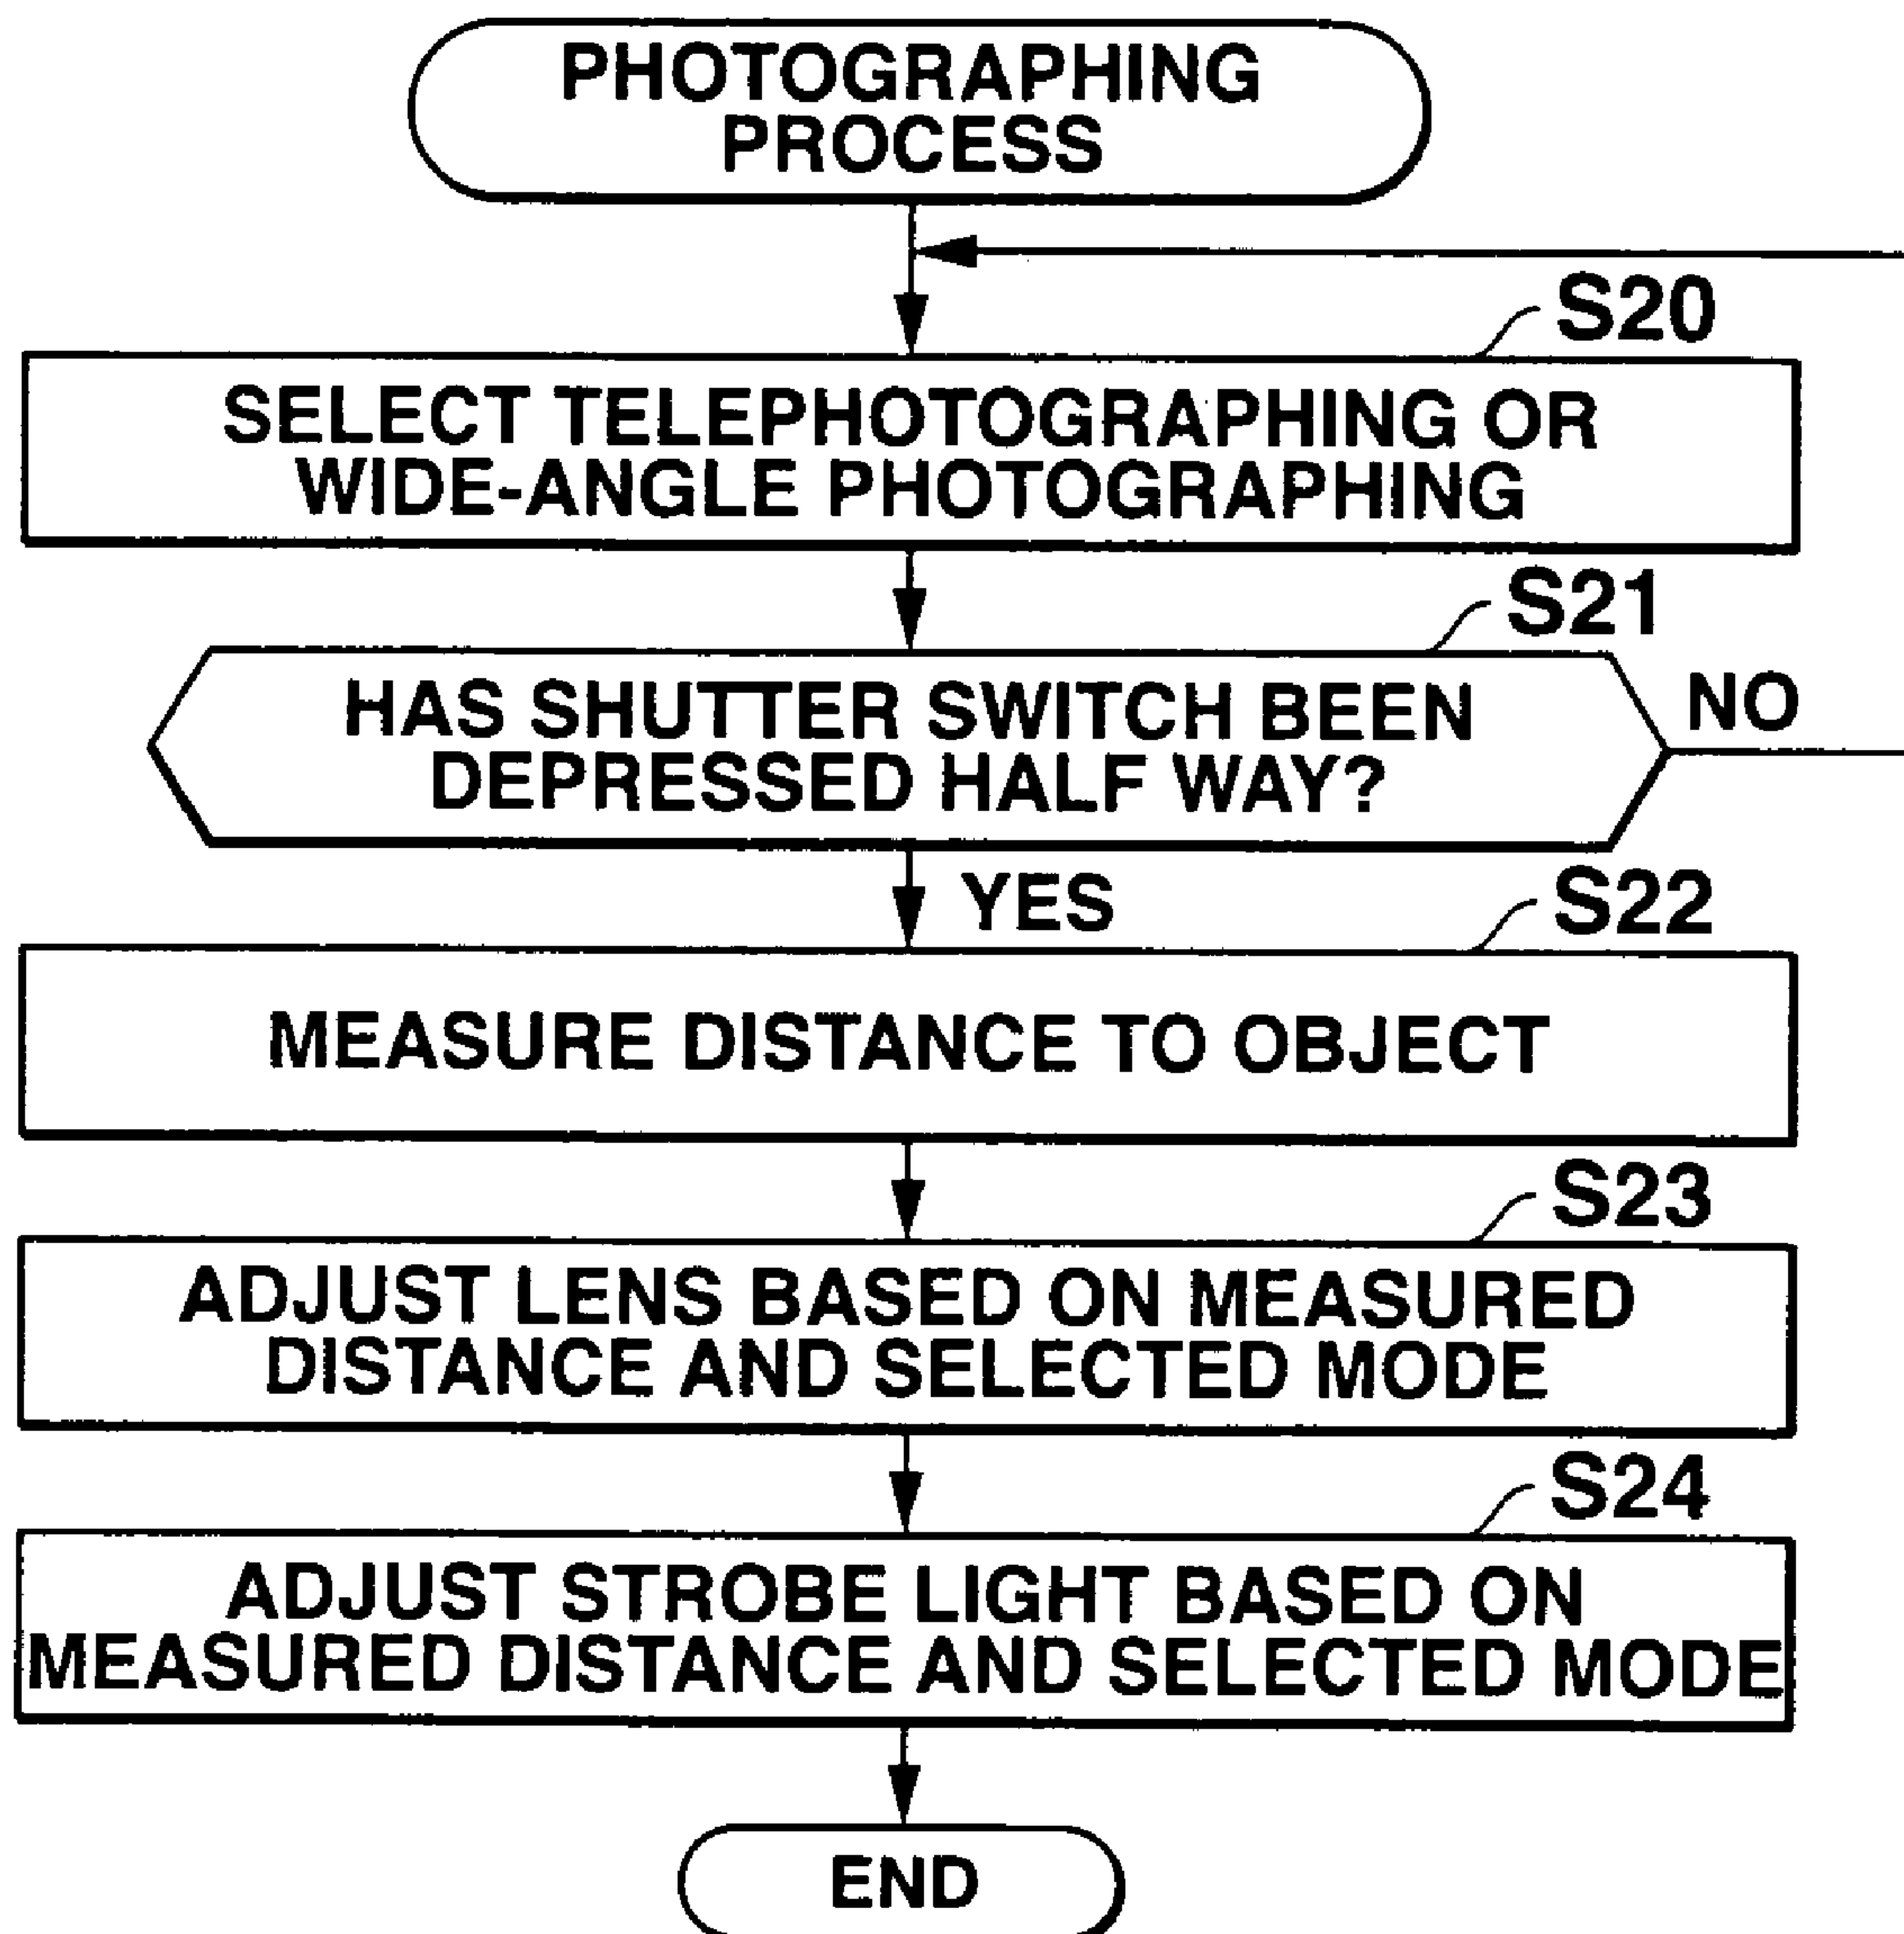 PHOTOGRAPHING
PROCESS
S20
SELECT TELEPHOTOGRAPHING OR
WIDE-ANGLE PHOTOGRAPHING
S21
HAS SHUTTER SWITCH BEEN
DEPRESSED HALF WAY?
NO
YES
S22
MEASURE DISTANCE TO OBJECT
S23
ADJUST LENS BASED ON MEASURED
DISTANCE AND SELECTED MODE
S24
ADJUST STROBE LIGHT BASED ON
MEASURED DISTANCE AND SELECTED MODE
END